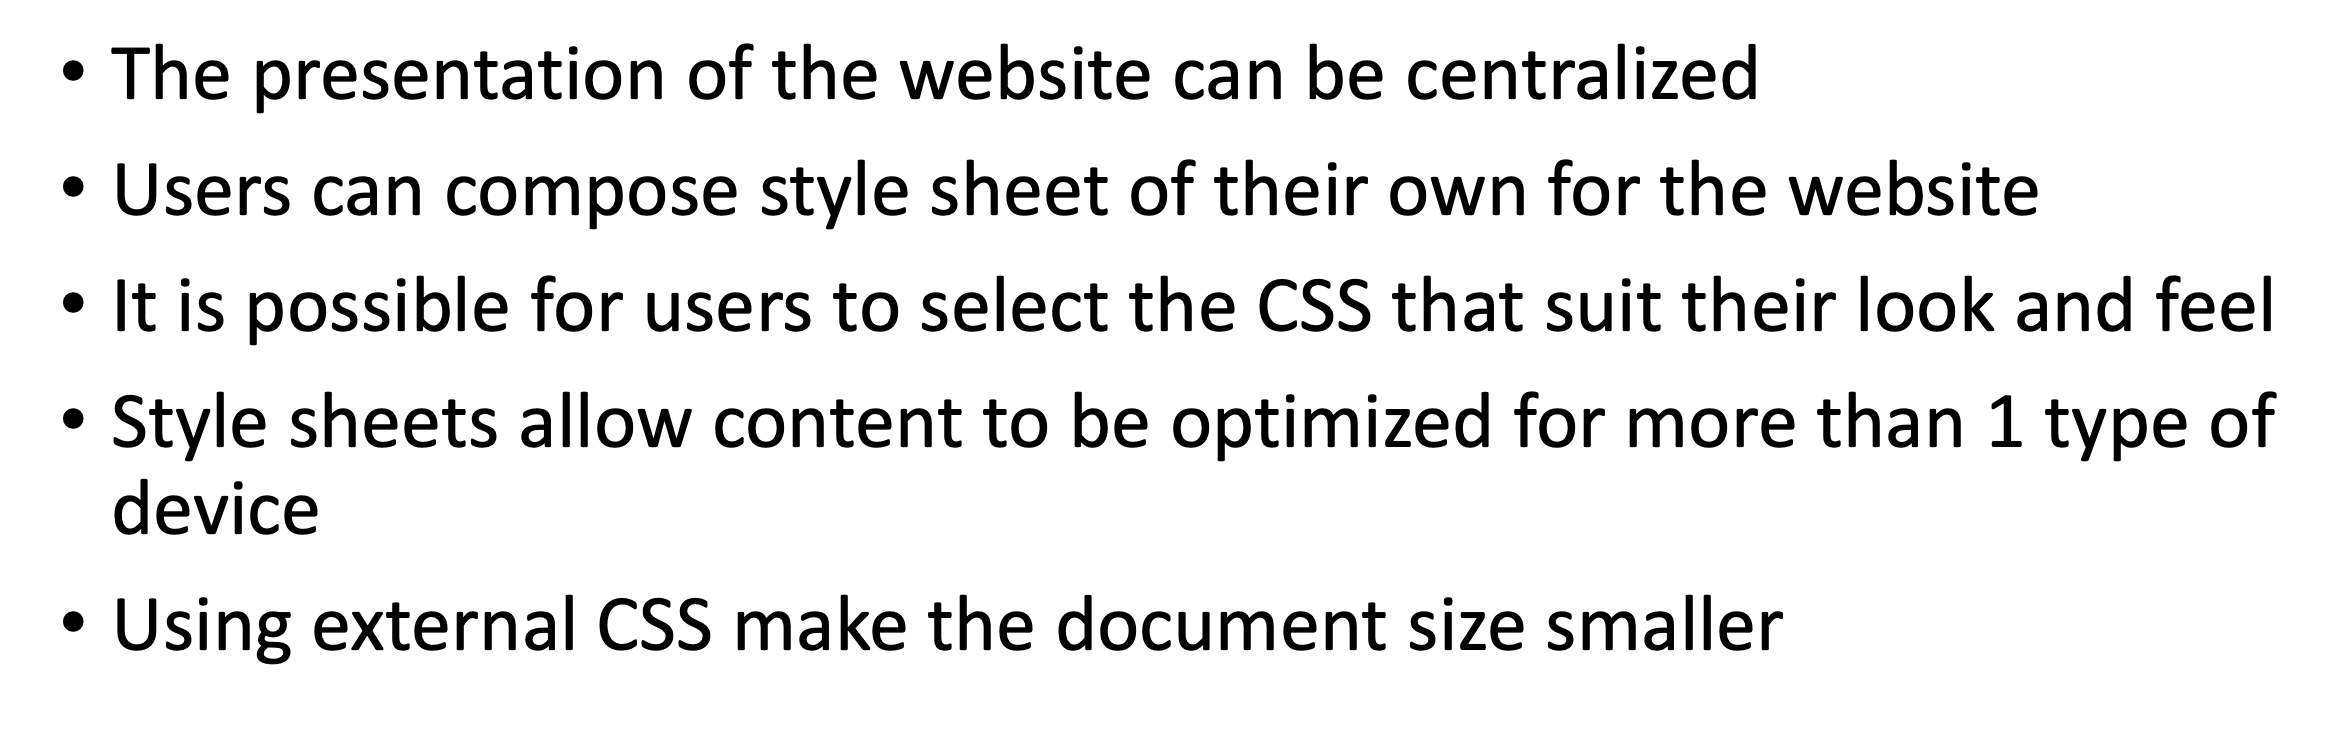 • The presentation of the website can be centralized
• Users can compose style sheet of their own for the website
• It is possible for users to select the CSS that suit their look and feel
• Style sheets allow content to be optimized for more than 1 type of
device
• Using external CSS make the document size smaller